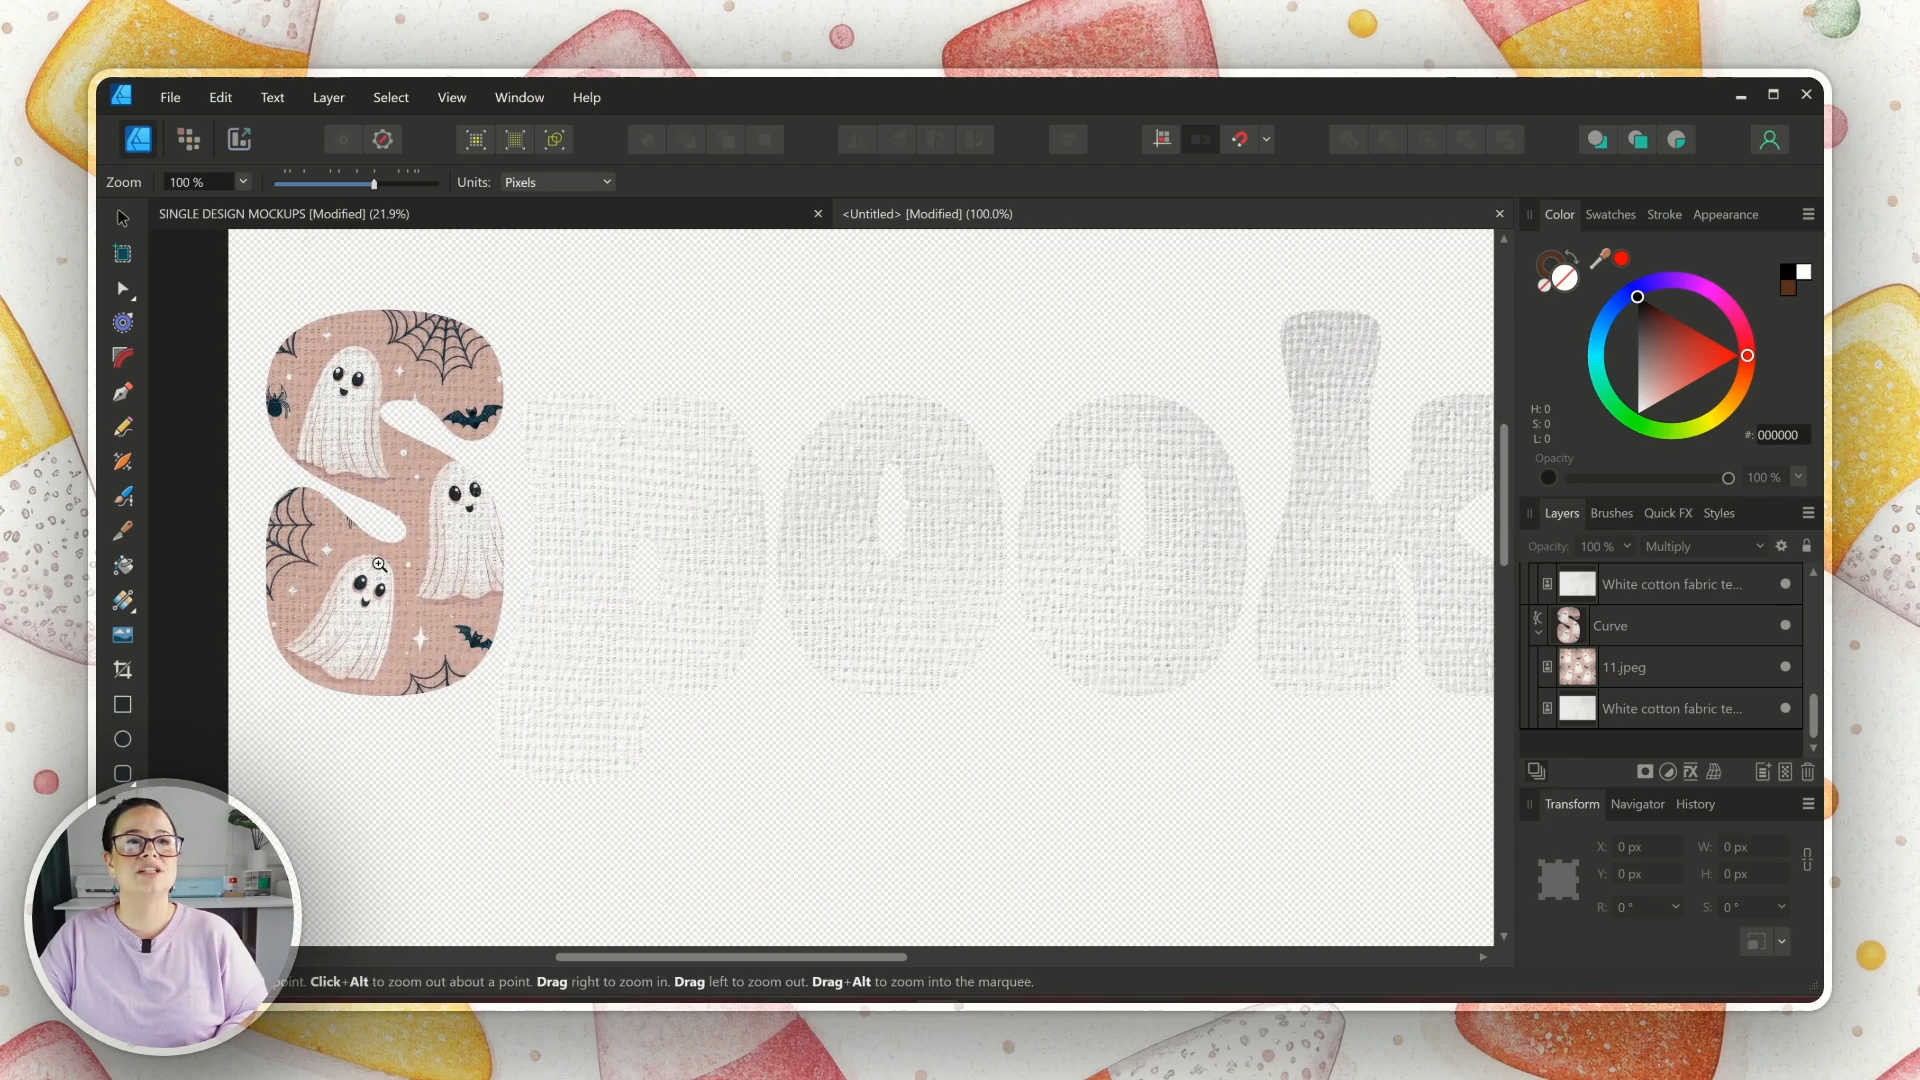 File Edit Text Layer Select View Window Help
Zoom 100 % Units: Pixels
SINGLE DESIGN MOCKUPS [Modified] (21.9%)
<Untitled> [Modified] (100.0%)
Color Swatches Stroke Appearance
H: 0
S: 0
L: 0
#: 000000
Opacity
100 %
Layers Brushes Quick FX Styles
Opacity: 100 % Multiply
White cotton fabric te...
Curve
11.jpeg
White cotton fabric te...
Transform Navigator History
X: 0 px W: 0 px
Y: 0 px H: 0 px
R: 0 ° S: 0 °
Spook
point. Click+Alt to zoom out about a point. Drag right to zoom in. Drag left to zoom out. Drag+Alt to zoom into the marquee.